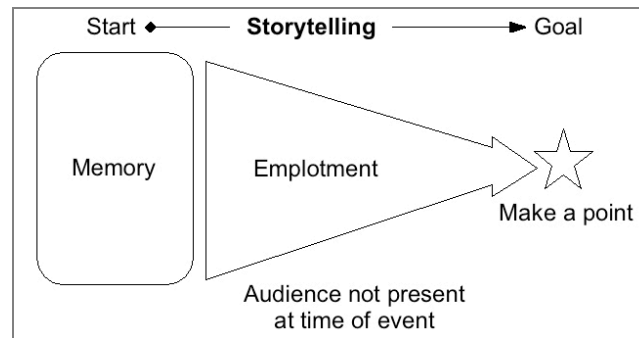 Start Storytelling Goal
Memory
Emplotment
Make a point
Audience not present
at time of event